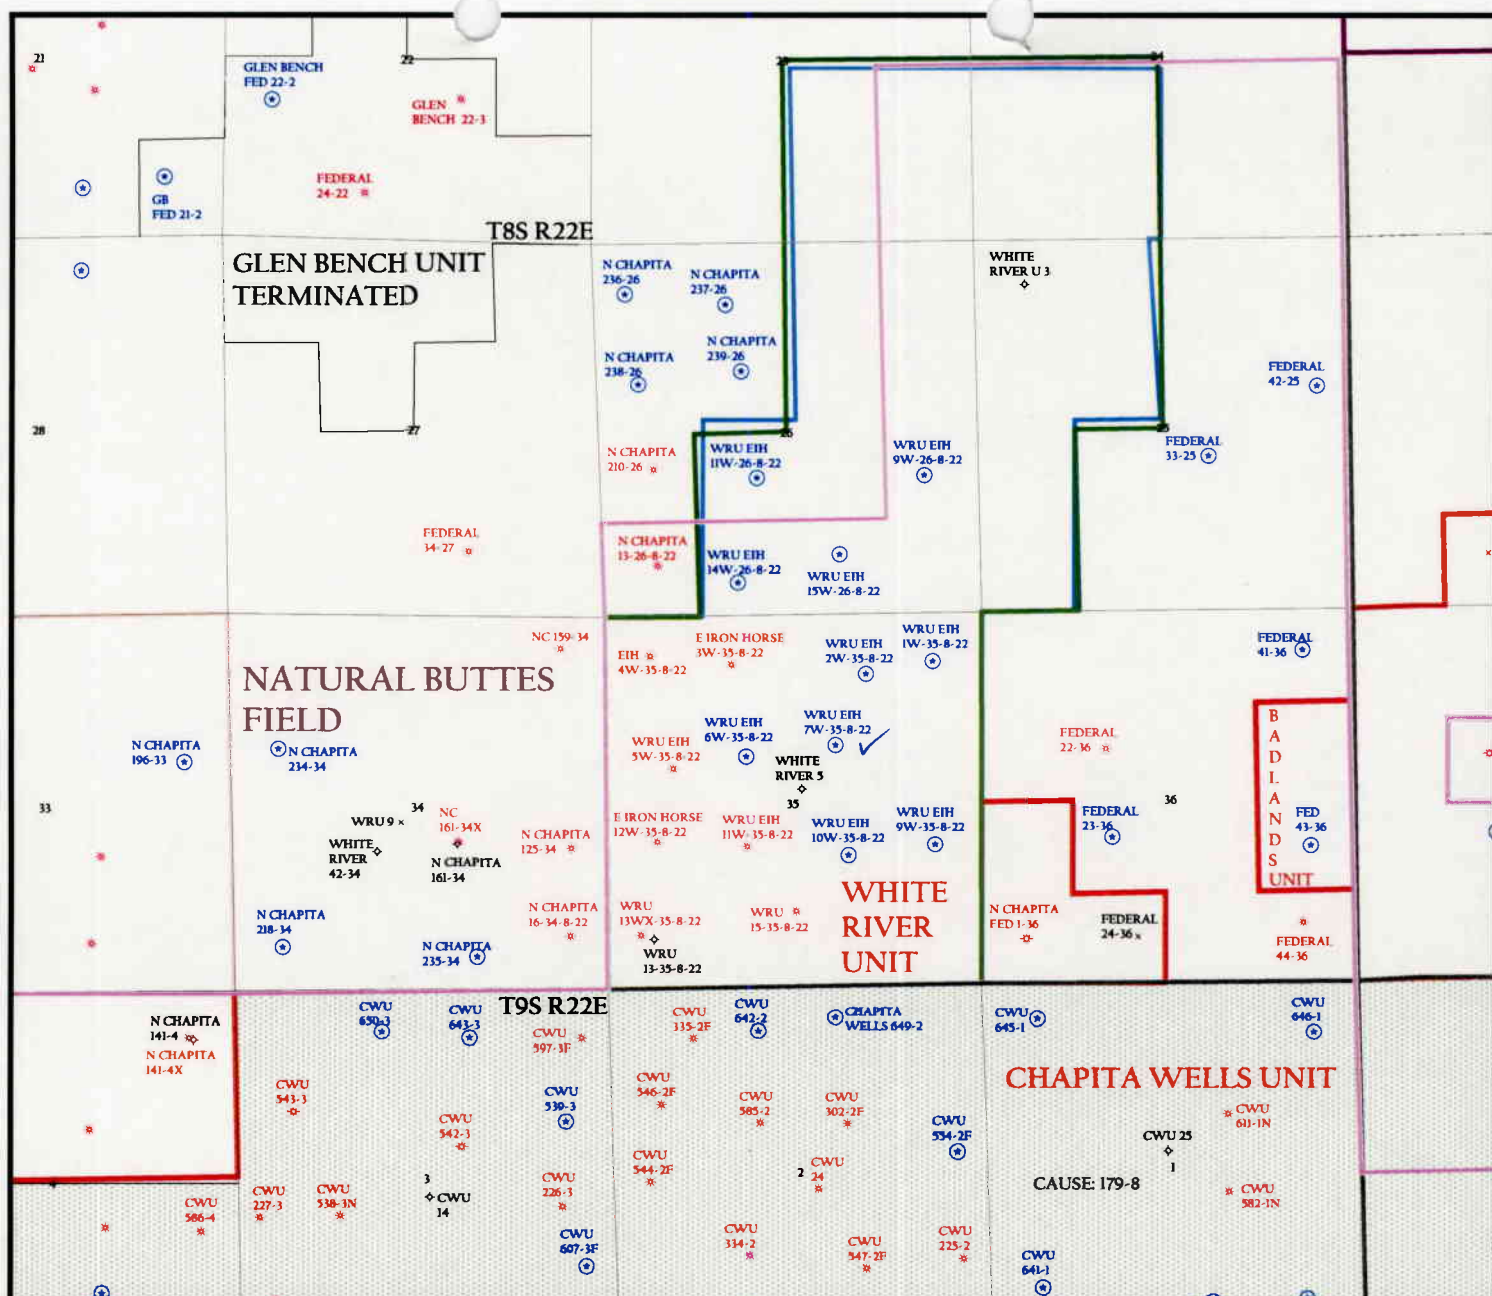 21
22
GLEN BENCH
FED 22-2
GLEN
BENCH 22-3
FEDERAL
24-22
GB
FED 21-2
T8S R22E
GLEN BENCH UNIT
TERMINATED
N CHAPITA
236-26
N CHAPITA
237-26
N CHAPITA
238-26
N CHAPITA
239-26
WHITE
RIVER U 3
FEDERAL
42-25
28
27
26
25
FEDERAL
33-25
N CHAPITA
210-26
WRU EIH
11W-26-8-22
WRU EIH
9W-26-8-22
FEDERAL
34-27
N CHAPITA
13-26-8-22
WRU EIH
14W-26-8-22
WRU EIH
15W-26-8-22
NC 159-34
EIH
4W-35-8-22
E IRON HORSE
3W-35-8-22
WRU EIH
2W-35-8-22
WRU EIH
1W-35-8-22
FEDERAL
41-36
NATURAL BUTTES
FIELD
N CHAPITA
196-33
N CHAPITA
234-34
WRU EIH
5W-35-8-22
WRU EIH
6W-35-8-22
WRU EIH
7W-35-8-22
WHITE
RIVER 5
35
FEDERAL
22-36
BADLANDS
UNIT
33
34
36
WRU 9
NC
161-34X
WHITE
RIVER
42-34
N CHAPITA
161-34
N CHAPITA
125-34
E IRON HORSE
12W-35-8-22
WRU EIH
11W-35-8-22
WRU EIH
10W-35-8-22
WRU EIH
9W-35-8-22
FEDERAL
23-36
FED
43-36
WHITE
RIVER
UNIT
N CHAPITA
218-34
N CHAPITA
235-34
N CHAPITA
16-34-8-22
WRU
13WX-35-8-22
WRU
13-35-8-22
WRU
15-35-8-22
N CHAPITA
FED 1-36
FEDERAL
24-36
FEDERAL
44-36
T9S R22E
N CHAPITA
141-4
N CHAPITA
141-4X
CWU
650-3
CWU
643-3
CWU
597-3F
CWU
335-2F
CWU
642-2
CHAPITA
WELLS 649-2
CWU
645-1
CWU
646-1
CHAPITA WELLS UNIT
CWU
543-3
CWU
542-3
CWU
539-3
CWU
546-2F
CWU
585-2
CWU
302-2F
CWU
554-2F
CWU
611-1N
CWU 25
1
CAUSE: 179-8
CWU
582-1N
4
3
2
CWU
14
CWU
586-4
CWU
227-3
CWU
538-3N
CWU
226-3
CWU
544-2F
CWU
24
CWU
607-3F
CWU
334-2
CWU
547-2F
CWU
225-2
CWU
641-1